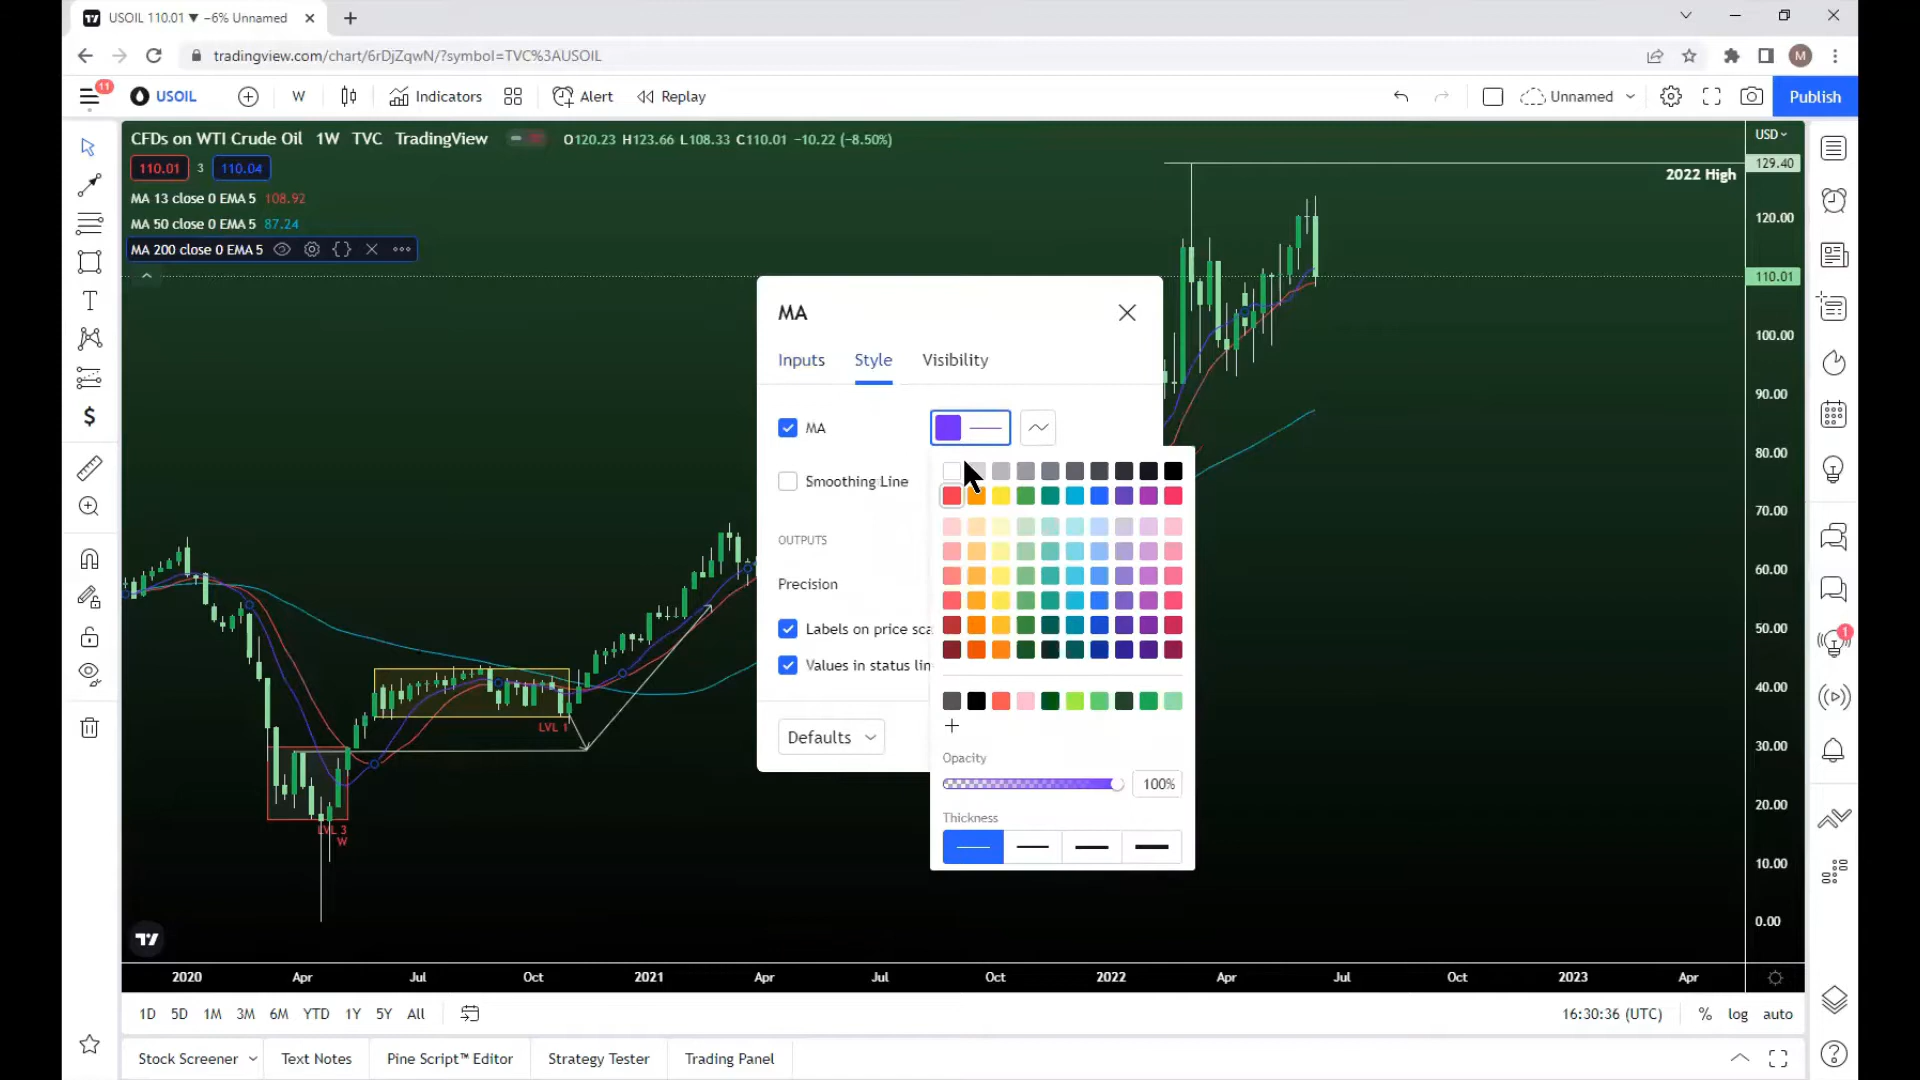 USOIL 110.01 ▼ −6% Unnamed
tradingview.com/chart/6rDjZqwN/?symbol=TVC%3AUSOIL
M
11
USOIL W Indicators Alert Replay Unnamed Publish
CFDs on WTI Crude Oil 1W TVC TradingView O120.23 H123.66 L108.33 C110.01 −10.22 (−8.50%)
USD
110.01 3 110.04
129.40
2022 High
MA 13 close 0 EMA 5 108.92
MA 50 close 0 EMA 5 87.24
MA 200 close 0 EMA 5
120.00
110.01
100.00
90.00
80.00
70.00
60.00
50.00
40.00
30.00
20.00
10.00
0.00
MA
Inputs Style Visibility
MA
Smoothing Line
OUTPUTS
Precision
Labels on price sca
Values in status lin
Defaults
Opacity
100%
Thickness
LVL 1
LVL 3
W
1
2020 Apr Jul Oct 2021 Apr Jul Oct 2022 Apr Jul Oct 2023 Apr
1D 5D 1M 3M 6M YTD 1Y 5Y All 16:30:36 (UTC) % log auto
Stock Screener Text Notes Pine Script™ Editor Strategy Tester Trading Panel